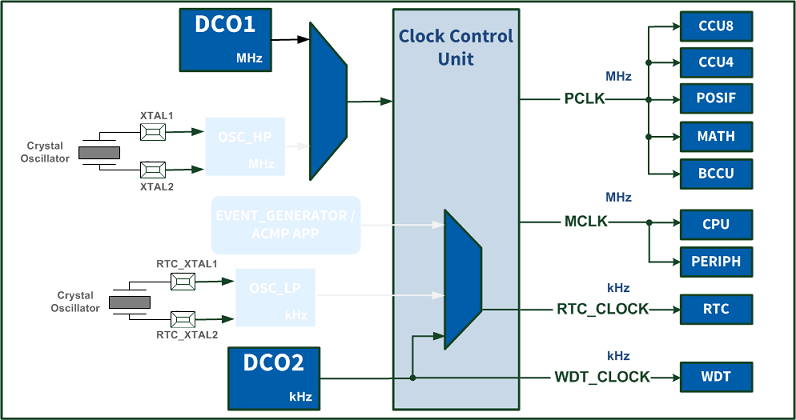 DCO1
MHz
XTAL1
Crystal
Oscillator
XTAL2
OSC_HP
MHz
EVENT_GENERATOR /
ACMP APP
RTC_XTAL1
Crystal
Oscillator
RTC_XTAL2
OSC_LP
kHz
DCO2
kHz
Clock Control
Unit
MHz
PCLK
CCU8
CCU4
POSIF
MATH
BCCU
MHz
MCLK
CPU
PERIPH
kHz
RTC_CLOCK
RTC
kHz
WDT_CLOCK
WDT